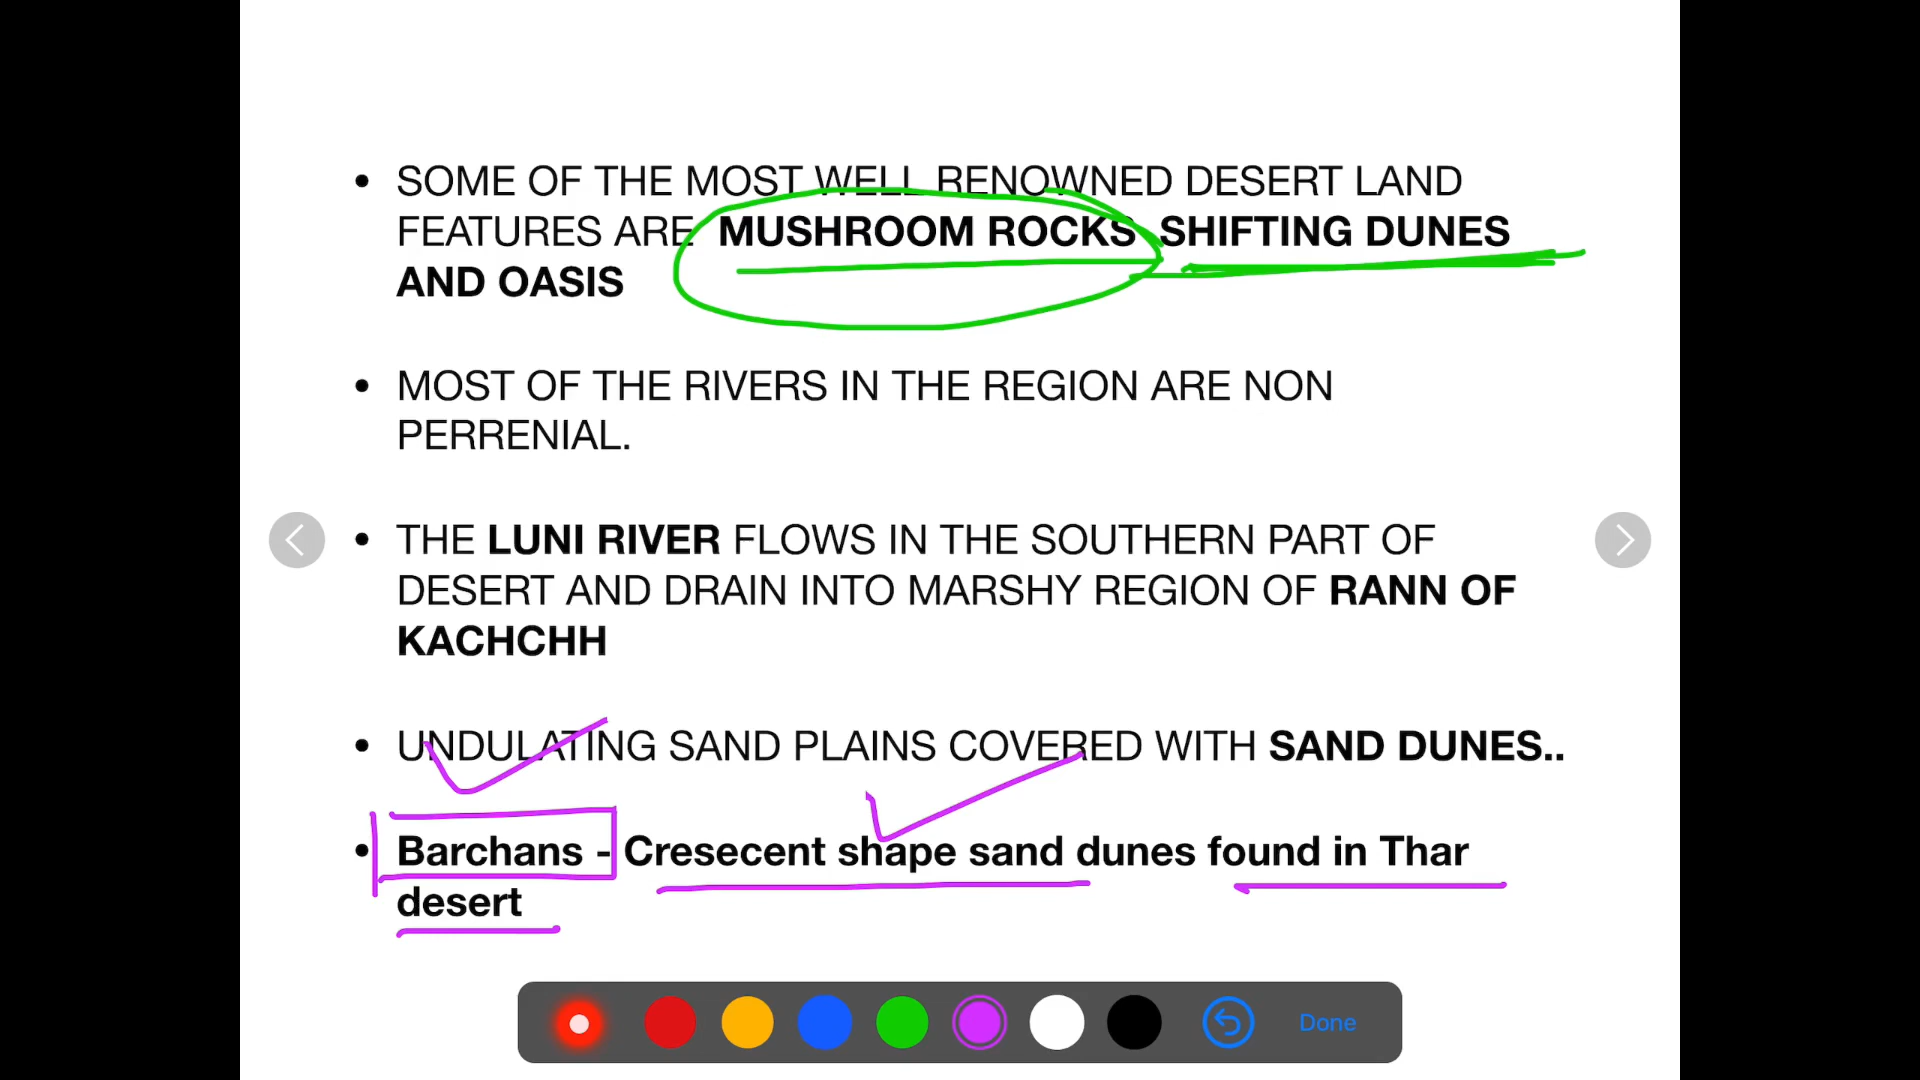 • SOME OF THE MOST WELL RENOWNED DESERT LAND
FEATURES ARE MUSHROOM ROCKS SHIFTING DUNES
AND OASIS
• MOST OF THE RIVERS IN THE REGION ARE NON
PERRENIAL.
• THE LUNI RIVER FLOWS IN THE SOUTHERN PART OF
DESERT AND DRAIN INTO MARSHY REGION OF RANN OF
KACHCHH
• UNDULATING SAND PLAINS COVERED WITH SAND DUNES..
• Barchans - Cresecent shape sand dunes found in Thar
desert
Done